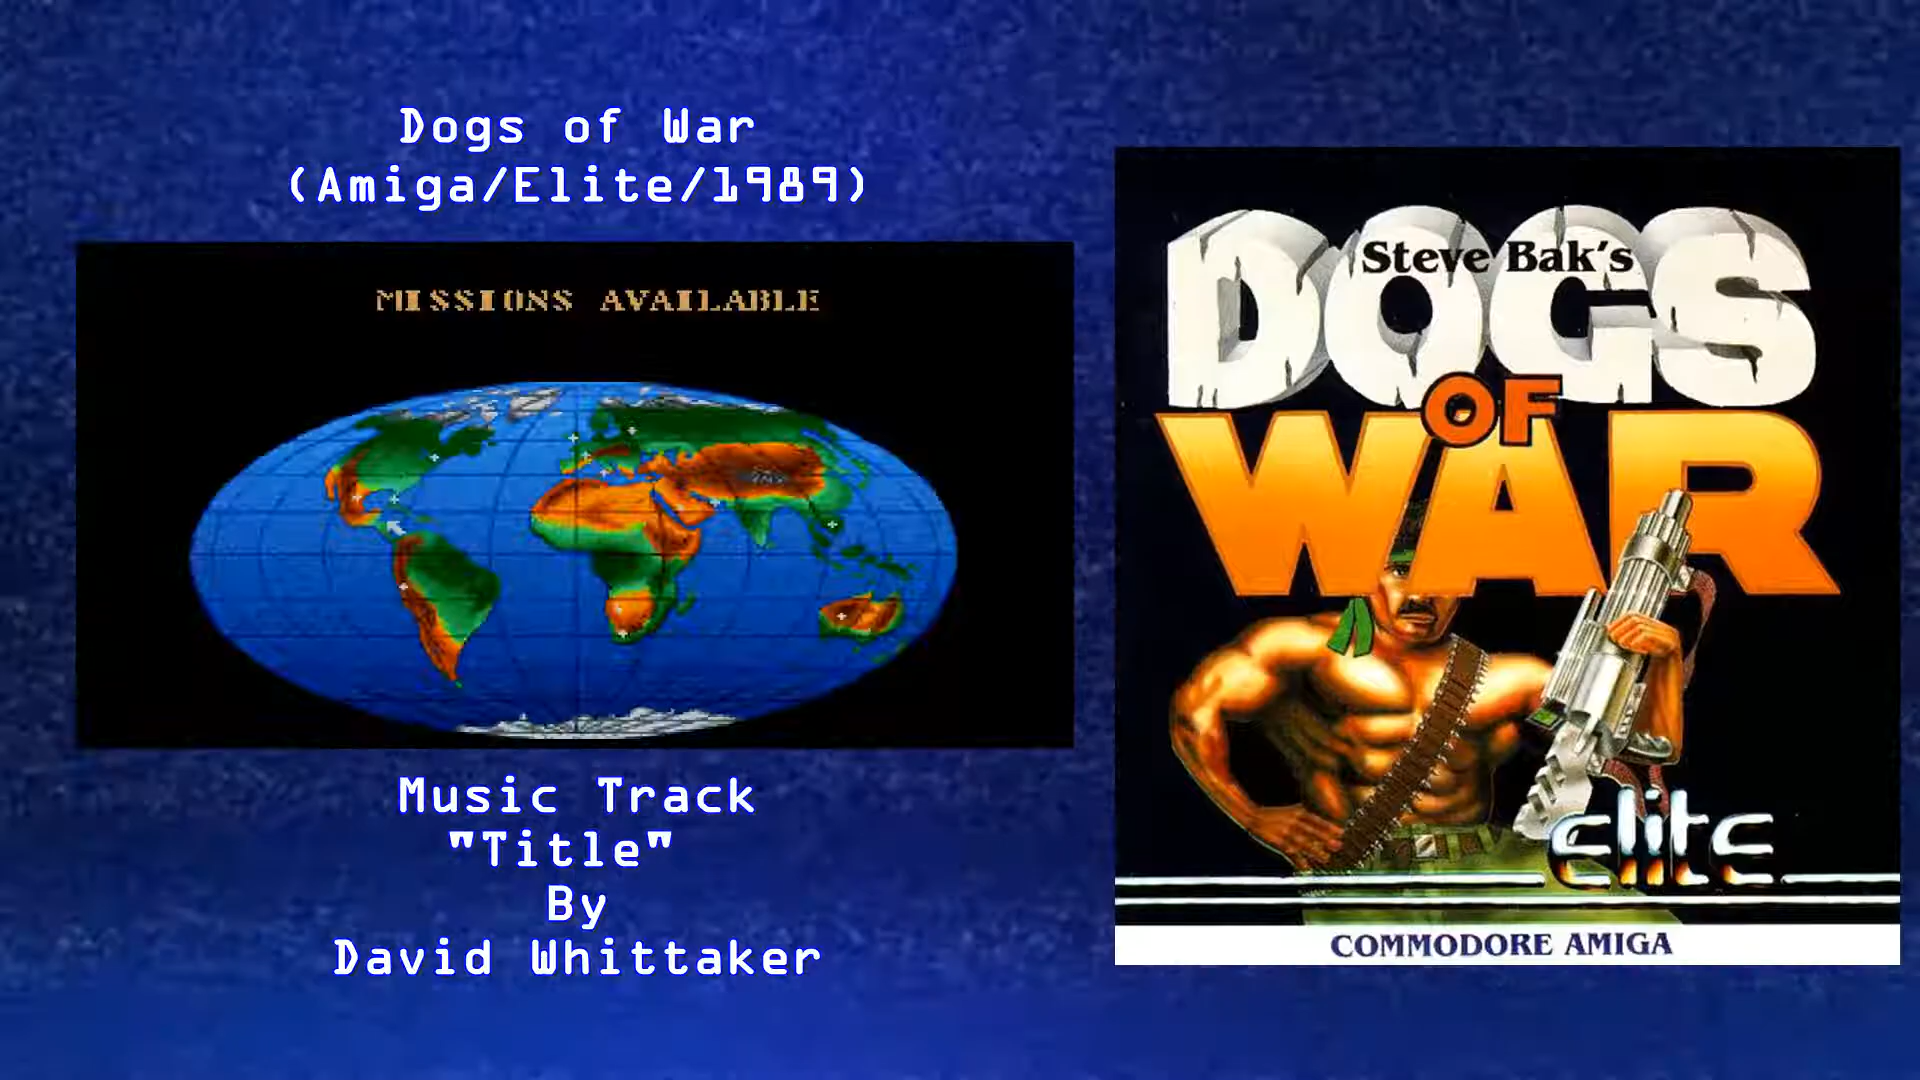 Dogs of War
(Amiga/Elite/1989)
MISSIONS AVAILABLE
Music Track
"Title"
By
David Whittaker
Steve Bak's
DOGS
OF
WAR
elite
COMMODORE AMIGA